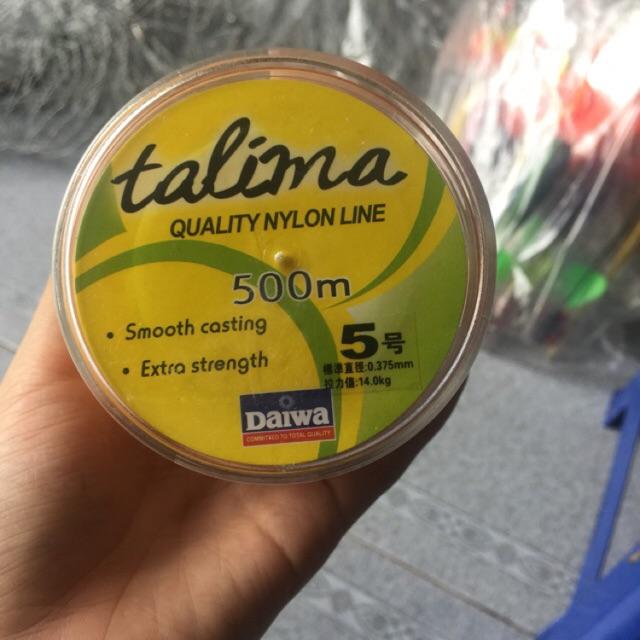 talima
QUALITY NYLON LINE
500m
• Smooth casting
• Extra strength
5号
標準直徑:0.375mm
拉力值:14.0kg
DAIWA
COMMITTED TO TOTAL QUALITY